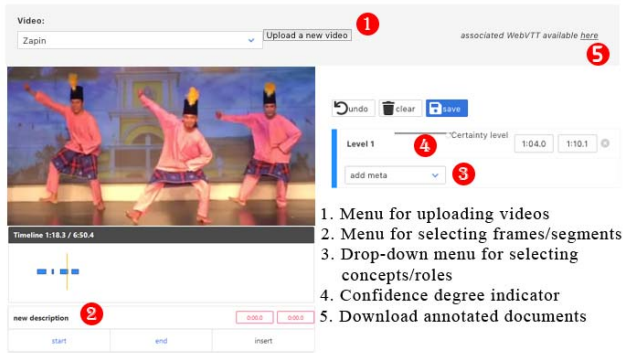 Video:
Zapin
Upload a new video
1
associated WebVTT available here
5
undo clear save
Level 1
4
Certainty level
1:04.0
1:10.1
add meta
3
Timeline 1:18.3 / 6:50.4
new description
2
0:00.0
0:00.0
start
end
insert
1. Menu for uploading videos
2. Menu for selecting frames/segments
3. Drop-down menu for selecting
concepts/roles
4. Confidence degree indicator
5. Download annotated documents